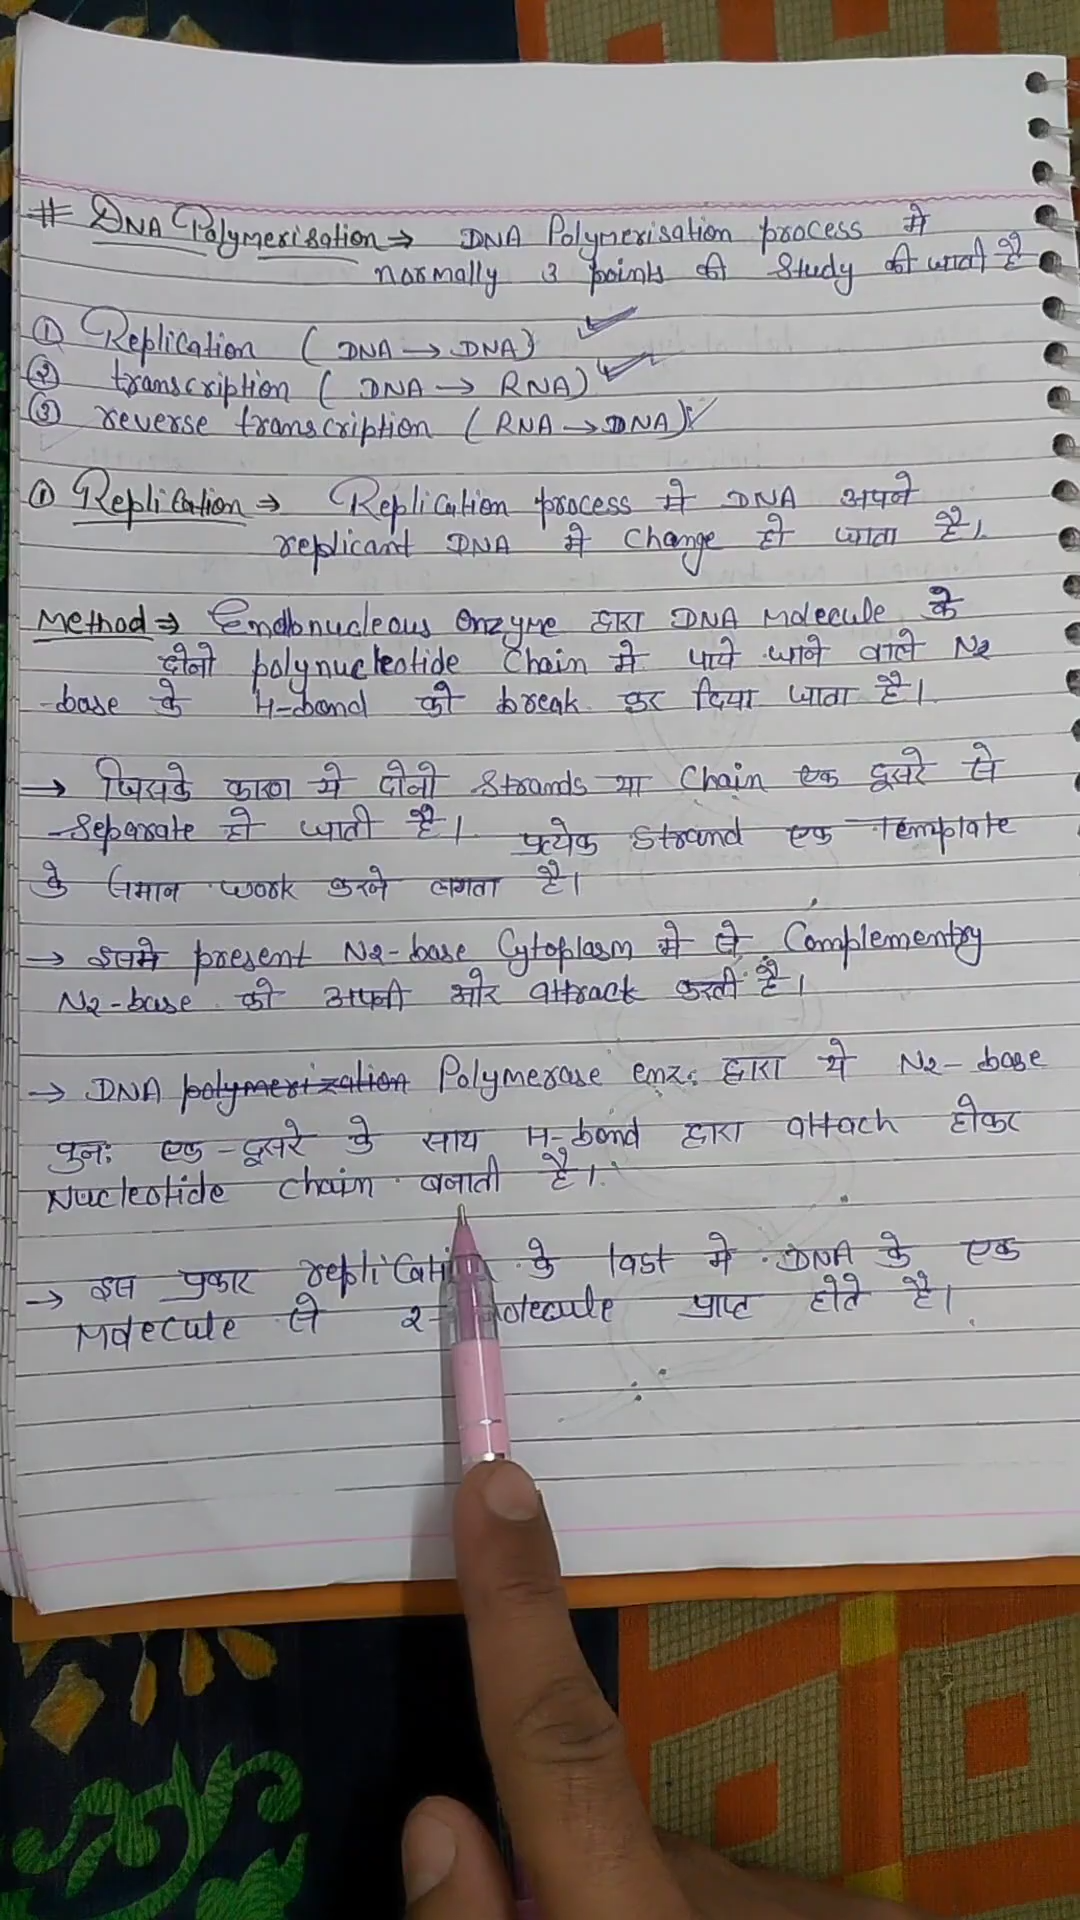 # DNA Polymerisation ⇒ DNA Polymerisation process मे
normally 3 points की study की जाती है
① Replication ( DNA → DNA)
② transcription ( DNA → RNA)
③ reverse transcription ( RNA → DNA)
① Replication ⇒ Replication process मे DNA अपने
replicant DNA मे change हो जाता है।
Method ⇒ Endonucleous enzyme द्वारा DNA Molecule के
दोनो polynucleotide Chain मे पाये जाने वाले N2
-base के H-bond को break कर दिया जाता है।
→ जिसके कारण ये दोनो Strands या Chain एक दूसरे से
separate हो जाती है। प्रत्येक Strand एक Template
के समान work करने लगता है।
→ इसमे present N2-base Cytoplasm मे से Complementry
N2-base को अपनी ओर attrack करती है।
→ DNA polymerization Polymerase enz. द्वारा ये N2- base
पुनः एक-दूसरे के साथ H-bond द्वारा attach होकर
Nucleotide chain बनाती है।
→ इस प्रकार replication के last मे DNA के एक
Molecule से 2- Molecule प्राप्त होते है।